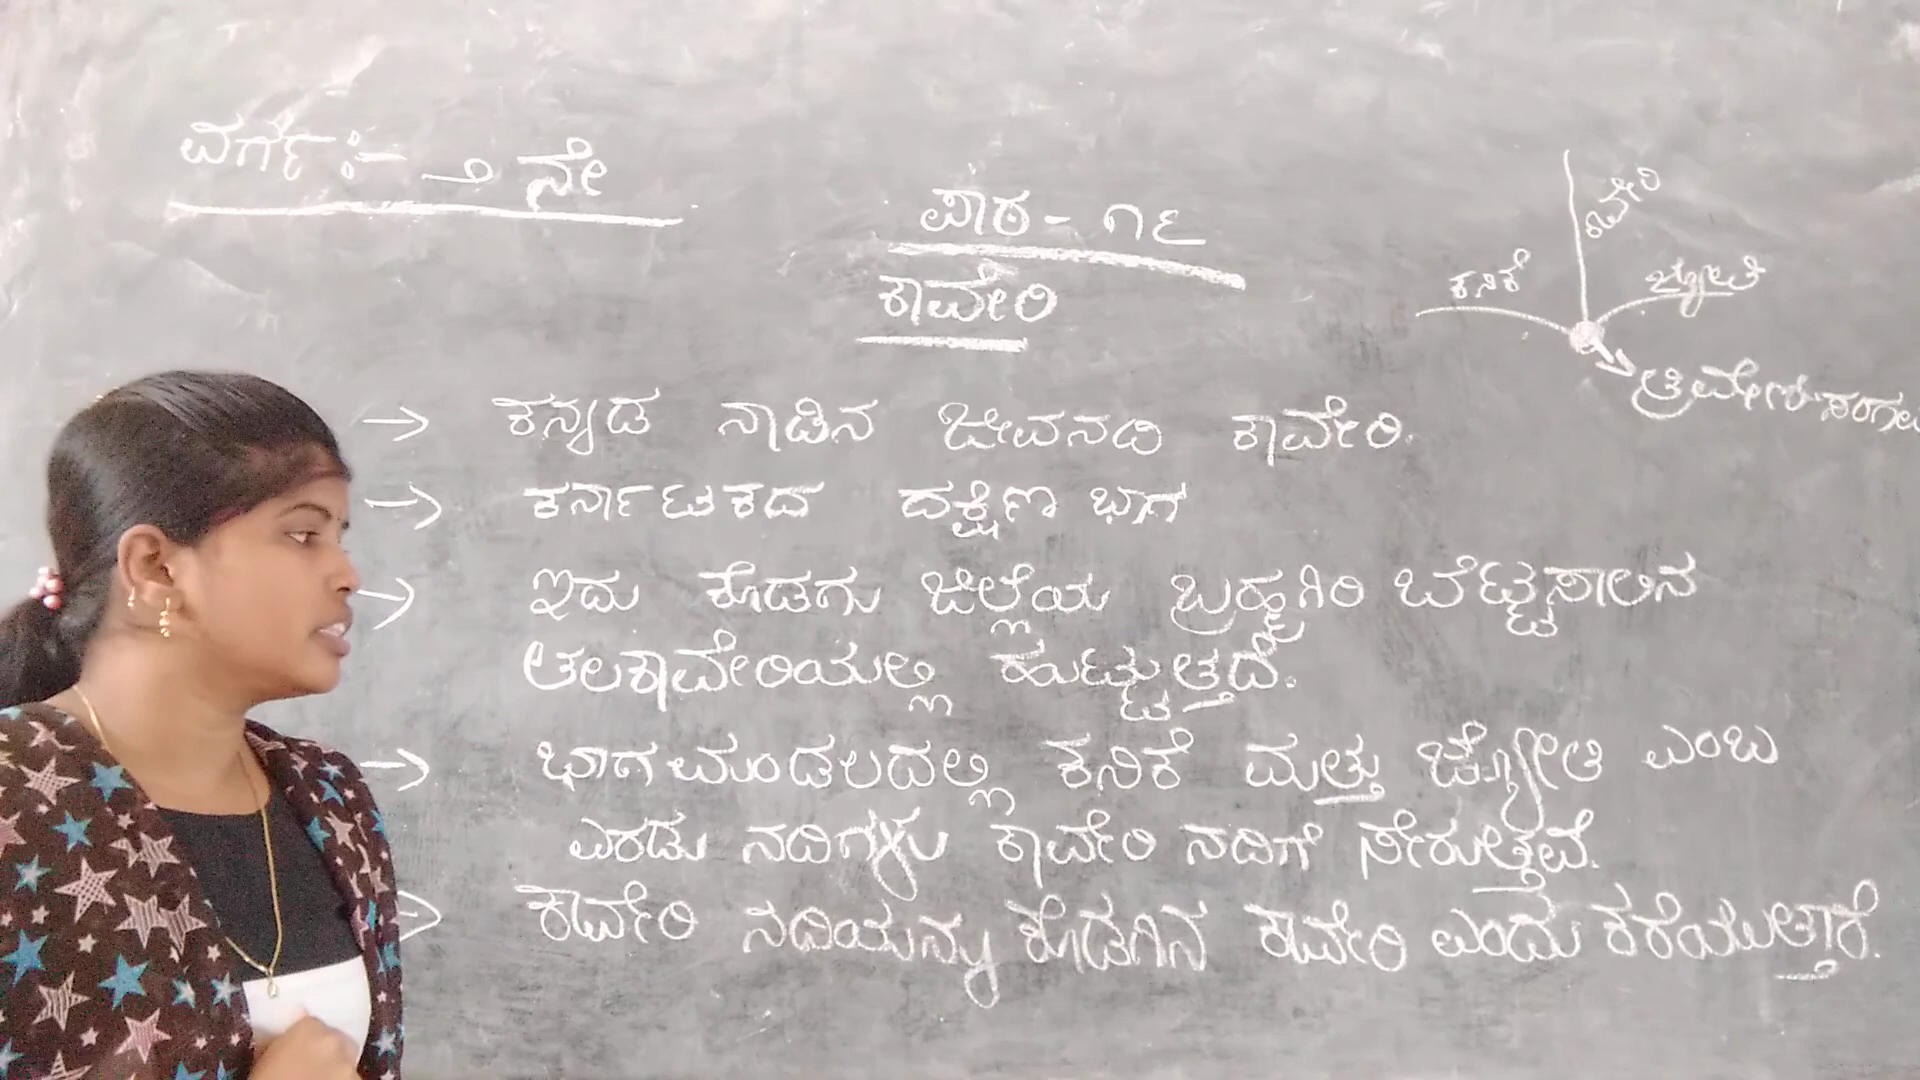 ವರ್ಗ :- ೨ ನೇ
ಪಾಠ - ೧೯
ಕಾವೇರಿ
ಕಾವೇರಿ
ಕನಿಕೆ
ಜ್ಯೋತಿ
ತ್ರಿವೇಣಿ ಸಂಗಮ
→ ಕನ್ನಡ ನಾಡಿನ ಜೀವನದಿ ಕಾವೇರಿ.
→ ಕರ್ನಾಟಕದ ದಕ್ಷಿಣ ಭಾಗ
→ ಇದು ಕೊಡಗು ಜಿಲ್ಲೆಯ ಬ್ರಹ್ಮಗಿರಿ ಬೆಟ್ಟಸಾಲಿನ
ತಲಕಾವೇರಿಯಲ್ಲಿ ಹುಟ್ಟುತ್ತದೆ.
→ ಭಾಗಮಂಡಲದಲ್ಲಿ ಕನಿಕೆ ಮತ್ತು ಜ್ಯೋತಿ ಎಂಬ
ಎರಡು ನದಿಗಳು ಕಾವೇರಿ ನದಿಗೆ ಸೇರುತ್ತವೆ.
→ ಕಾವೇರಿ ನದಿಯನ್ನು ಕೊಡಗಿನ ಕಾವೇರಿ ಎಂದು ಕರೆಯುತ್ತಾರೆ.